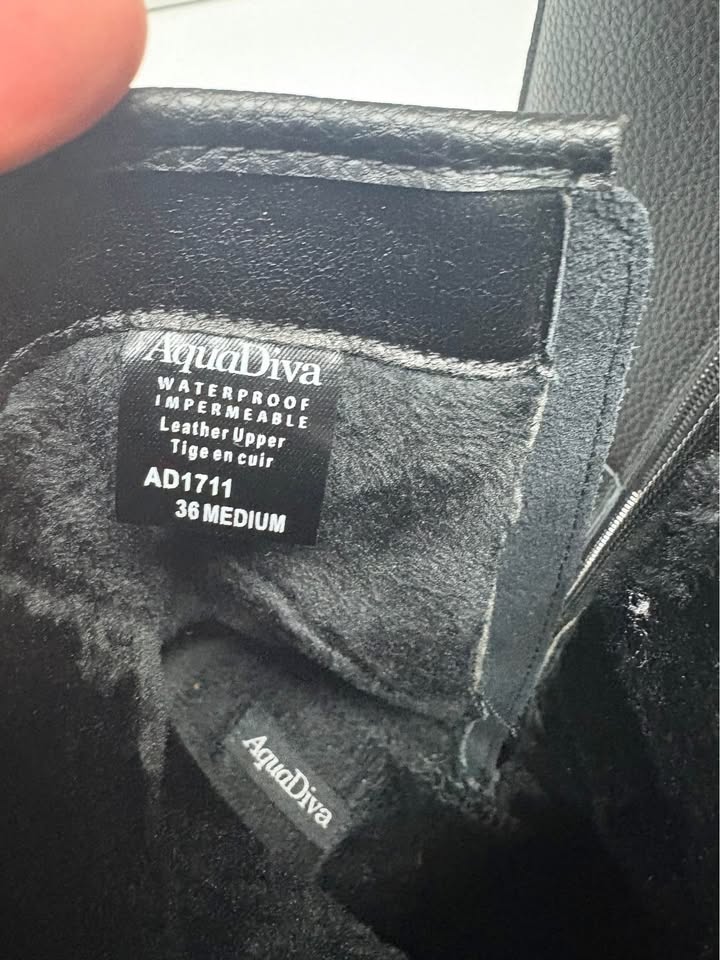 AquaDiva
WATERPROOF
IMPERMEABLE
Leather Upper
Tige en cuir
AD1711
36 MEDIUM
AquaDiva